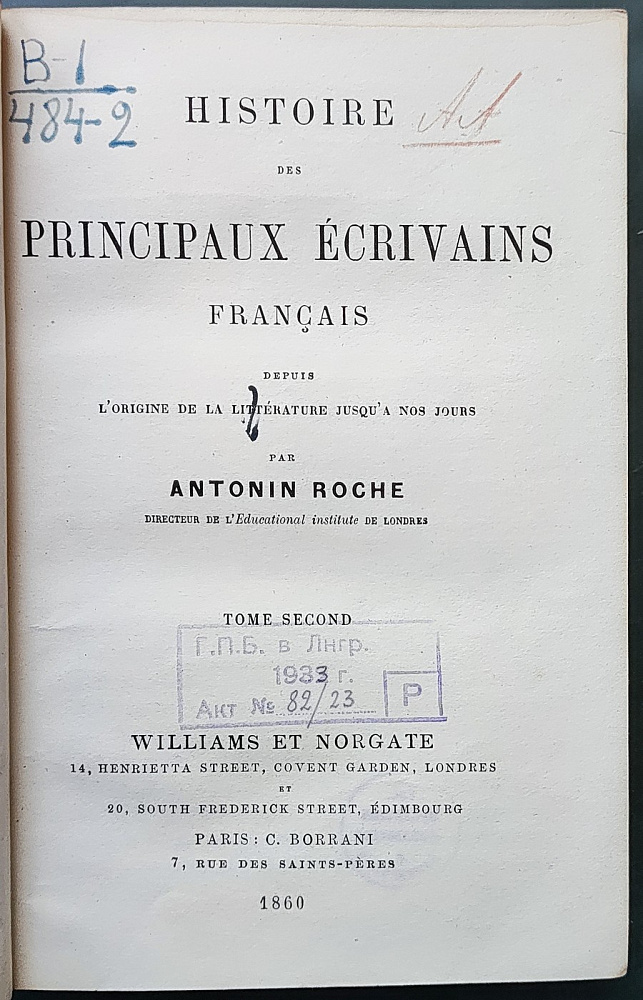 B-1
484-2
HISTOIRE
DES
PRINCIPAUX ÉCRIVAINS
FRANÇAIS
DEPUIS
L'ORIGINE DE LA LITTÉRATURE JUSQU'A NOS JOURS
PAR
ANTONIN ROCHE
DIRECTEUR DE L'Educational institute DE LONDRES
TOME SECOND
Г.П.Б. в Лнгр.
1983 г.
Акт № 82/23
Р
WILLIAMS ET NORGATE
14, HENRIETTA STREET, COVENT GARDEN, LONDRES
ET
20, SOUTH FREDERICK STREET, ÉDIMBOURG
PARIS: C. BORRANI
7, RUE DES SAINTS-PÈRES
1860